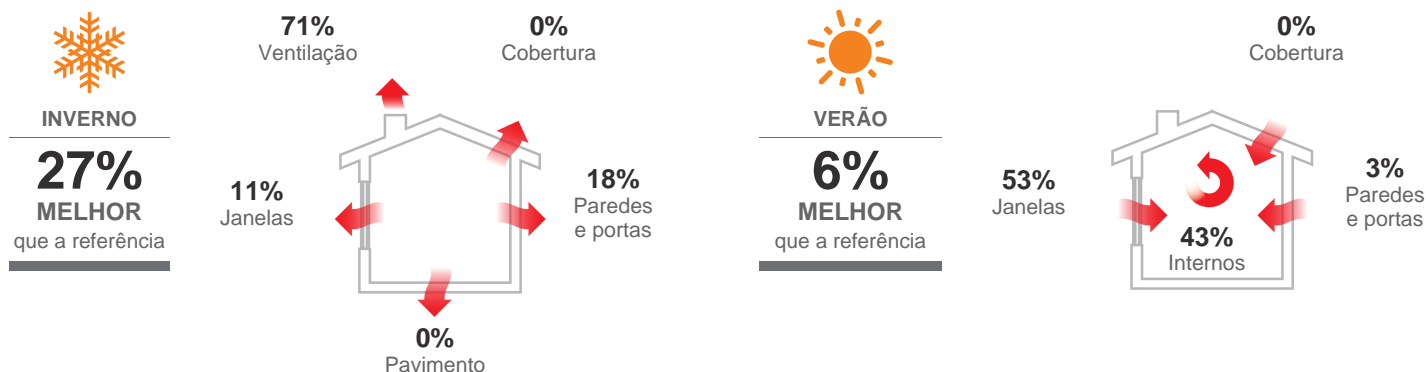 INVERNO
27%
MELHOR
que a referência
71%
Ventilação
0%
Cobertura
11%
Janelas
18%
Paredes
e portas
0%
Pavimento
VERÃO
6%
MELHOR
que a referência
0%
Cobertura
53%
Janelas
43%
Internos
3%
Paredes
e portas